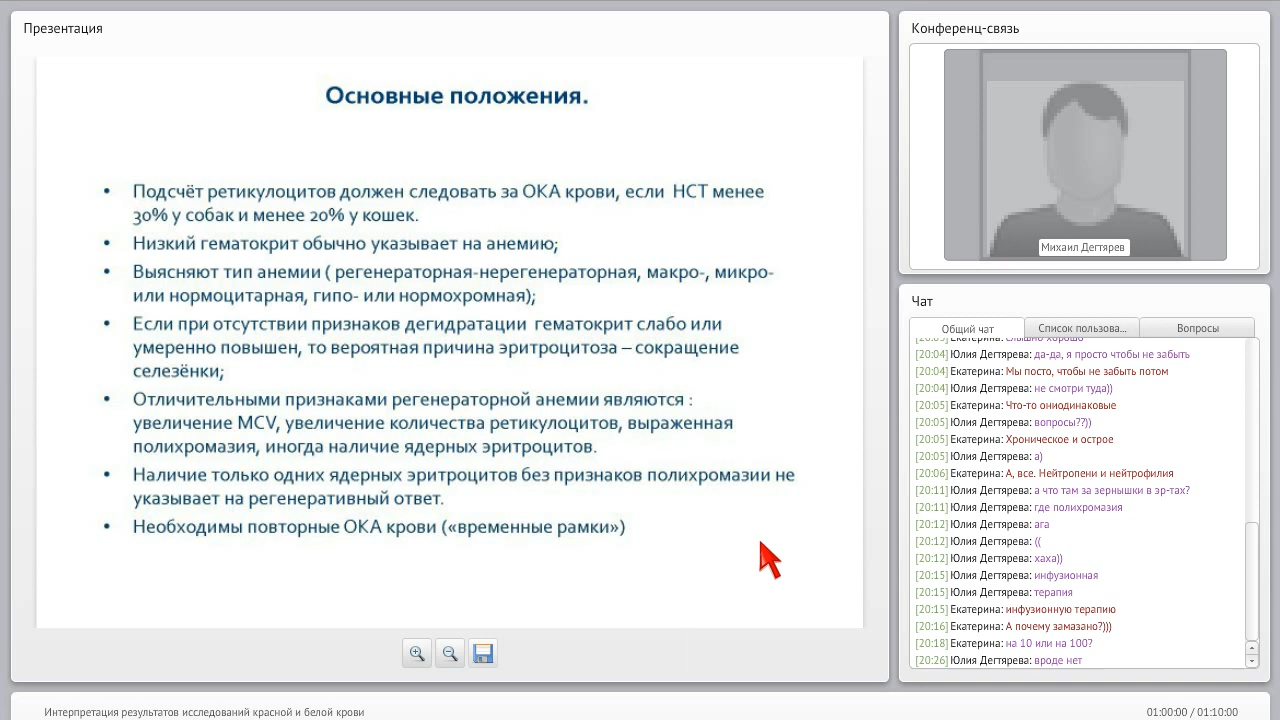 Презентация
Основные положения.
• Подсчёт ретикулоцитов должен следовать за ОКА крови, если НСТ менее
30% у собак и менее 20% у кошек.
• Низкий гематокрит обычно указывает на анемию;
• Выясняют тип анемии ( регенераторная-нерегенераторная, макро-, микро-
или нормоцитарная, гипо- или нормохромная);
• Если при отсутствии признаков дегидратации гематокрит слабо или
умеренно повышен, то вероятная причина эритроцитоза – сокращение
селезёнки;
• Отличительными признаками регенераторной анемии являются :
увеличение MCV, увеличение количества ретикулоцитов, выраженная
полихромазия, иногда наличие ядерных эритроцитов.
• Наличие только одних ядерных эритроцитов без признаков полихромазии не
указывает на регенеративный ответ.
• Необходимы повторные ОКА крови («временные рамки»)
Конференц-связь
Михаил Дегтярев
Чат
Общий чат
Список пользова...
Вопросы
[20:03] Екатерина: слышно хорошо
[20:04] Юлия Дегтярева: да-да, я просто чтобы не забыть
[20:04] Екатерина: Мы посто, чтобы не забыть потом
[20:04] Юлия Дегтярева: не смотри туда))
[20:05] Екатерина: Что-то ониодинаковые
[20:05] Юлия Дегтярева: вопросы??))
[20:05] Екатерина: Хроническое и острое
[20:05] Юлия Дегтярева: а)
[20:06] Екатерина: А, все. Нейтропени и нейтрофилия
[20:11] Юлия Дегтярева: а что там за зернышки в эр-тах?
[20:11] Юлия Дегтярева: где полихромазия
[20:12] Юлия Дегтярева: ага
[20:12] Юлия Дегтярева: ((
[20:12] Юлия Дегтярева: хаха))
[20:15] Юлия Дегтярева: инфузионная
[20:15] Юлия Дегтярева: терапия
[20:15] Екатерина: инфузионную терапию
[20:16] Екатерина: А почему замазано?)))
[20:18] Екатерина: на 10 или на 100?
[20:26] Юлия Дегтярева: вроде нет
Интерпретация результатов исследований красной и белой крови
01:00:00 / 01:10:00